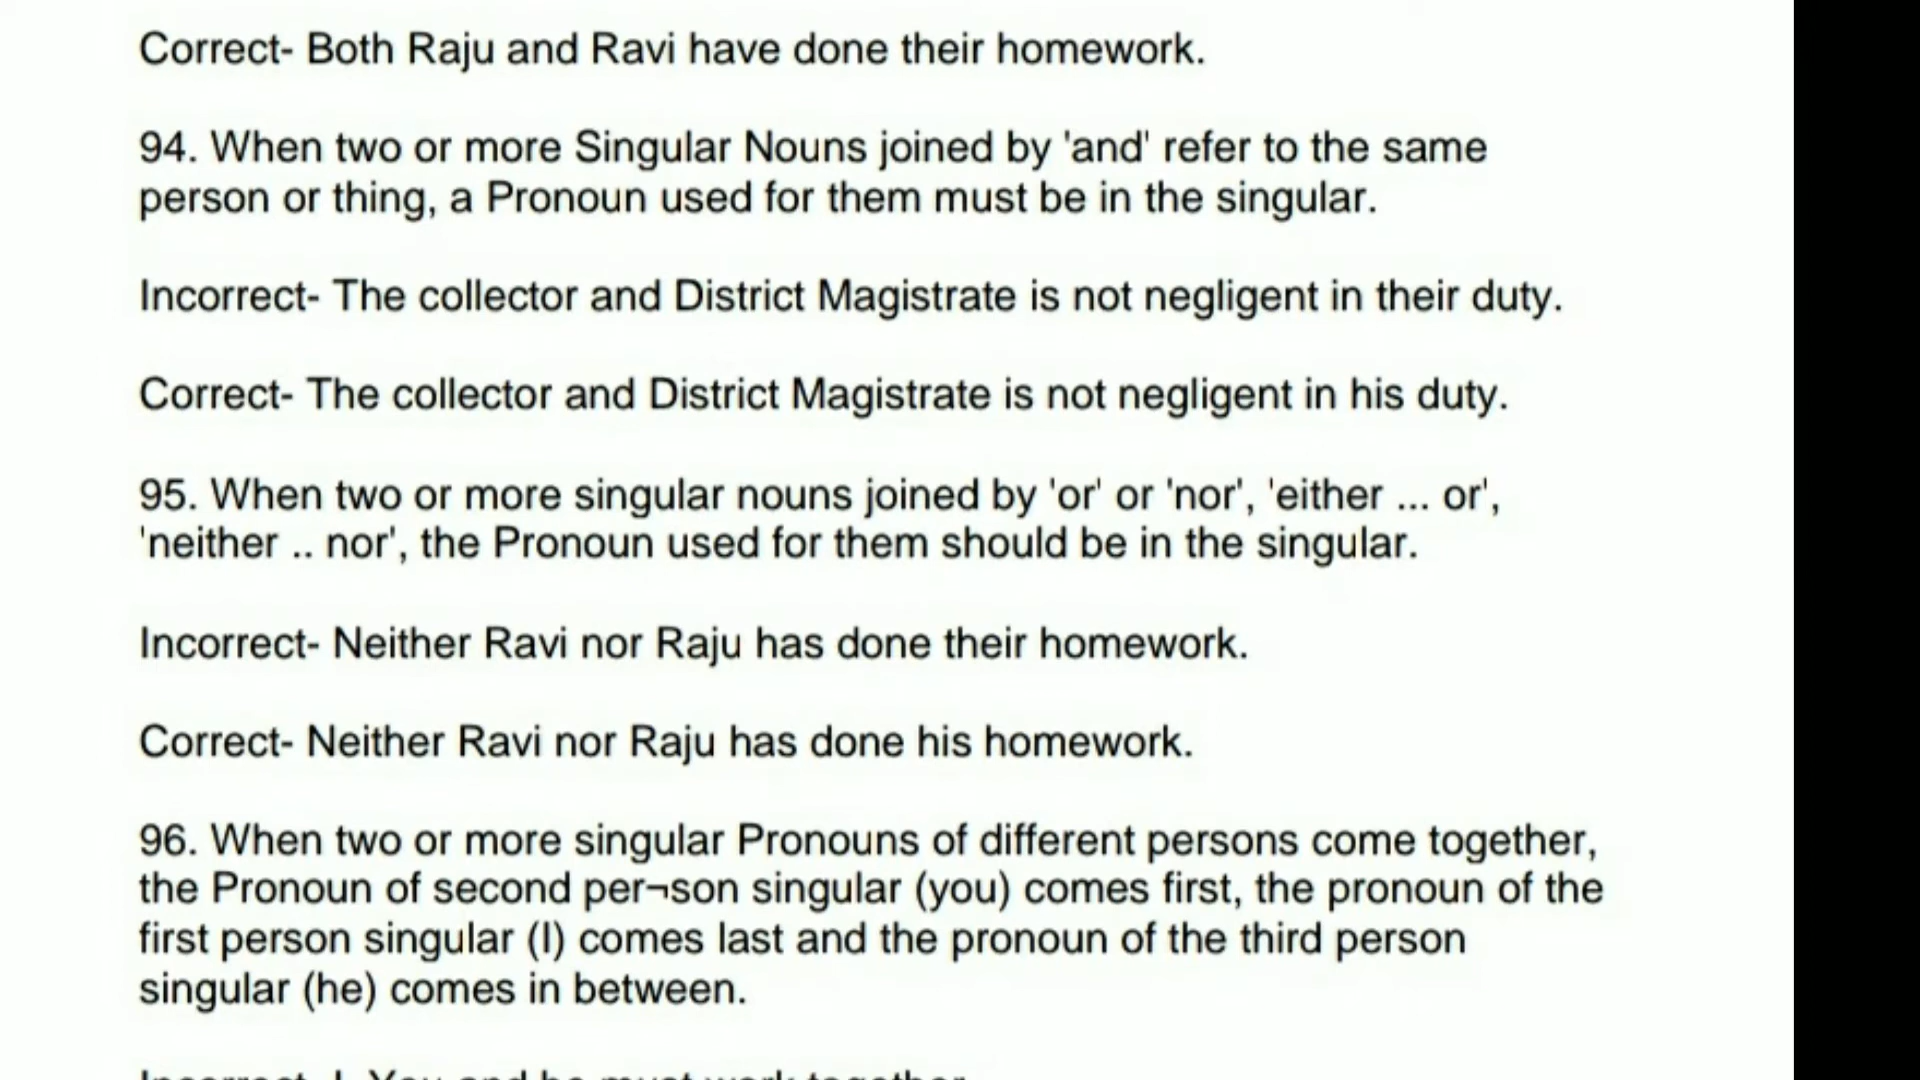 Correct- Both Raju and Ravi have done their homework.
94. When two or more Singular Nouns joined by 'and' refer to the same
person or thing, a Pronoun used for them must be in the singular.
Incorrect- The collector and District Magistrate is not negligent in their duty.
Correct- The collector and District Magistrate is not negligent in his duty.
95. When two or more singular nouns joined by 'or' or 'nor', 'either ... or',
'neither .. nor', the Pronoun used for them should be in the singular.
Incorrect- Neither Ravi nor Raju has done their homework.
Correct- Neither Ravi nor Raju has done his homework.
96. When two or more singular Pronouns of different persons come together,
the Pronoun of second per¬son singular (you) comes first, the pronoun of the
first person singular (I) comes last and the pronoun of the third person
singular (he) comes in between.
Incorrect- I, You and he must work together.